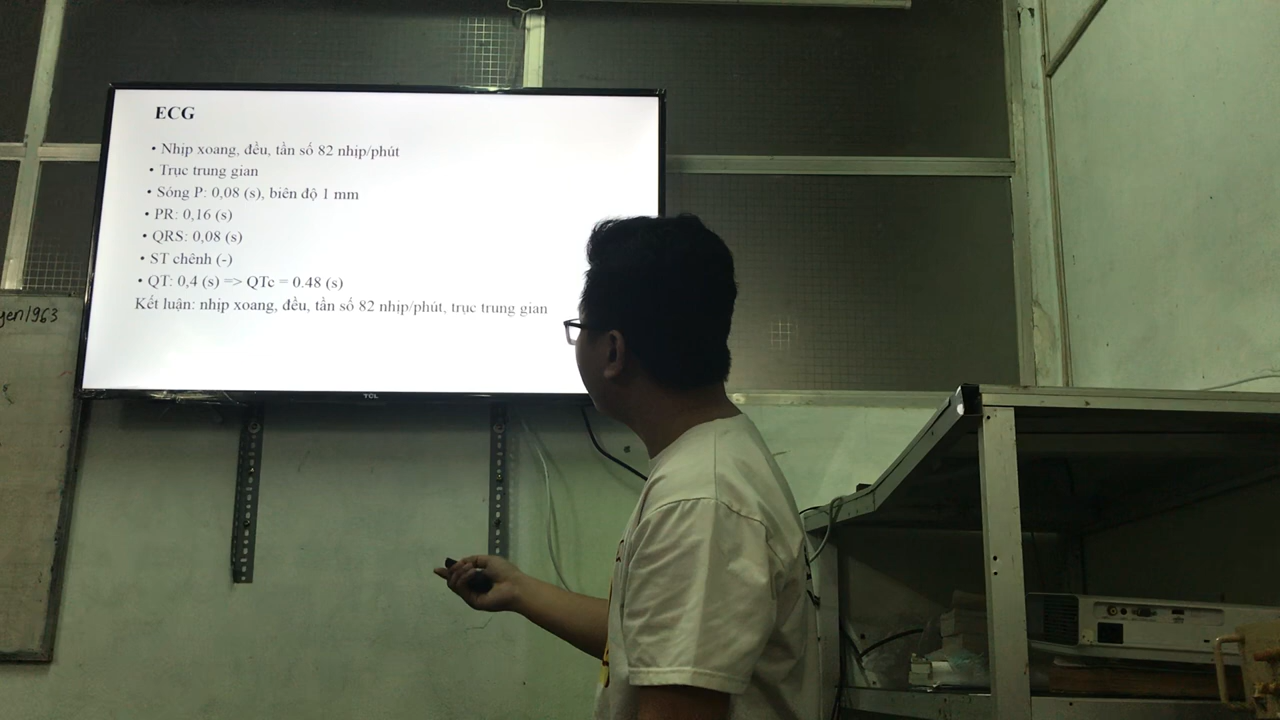 ECG
• Nhịp xoang, đều, tần số 82 nhịp/phút
• Trục trung gian
• Sóng P: 0,08 (s), biên độ 1 mm
• PR: 0,16 (s)
• QRS: 0,08 (s)
• ST chênh (-)
• QT: 0,4 (s) => QTc = 0.48 (s)
Kết luận: nhịp xoang, đều, tần số 82 nhịp/phút, trục trung gian
TCL
yen1963